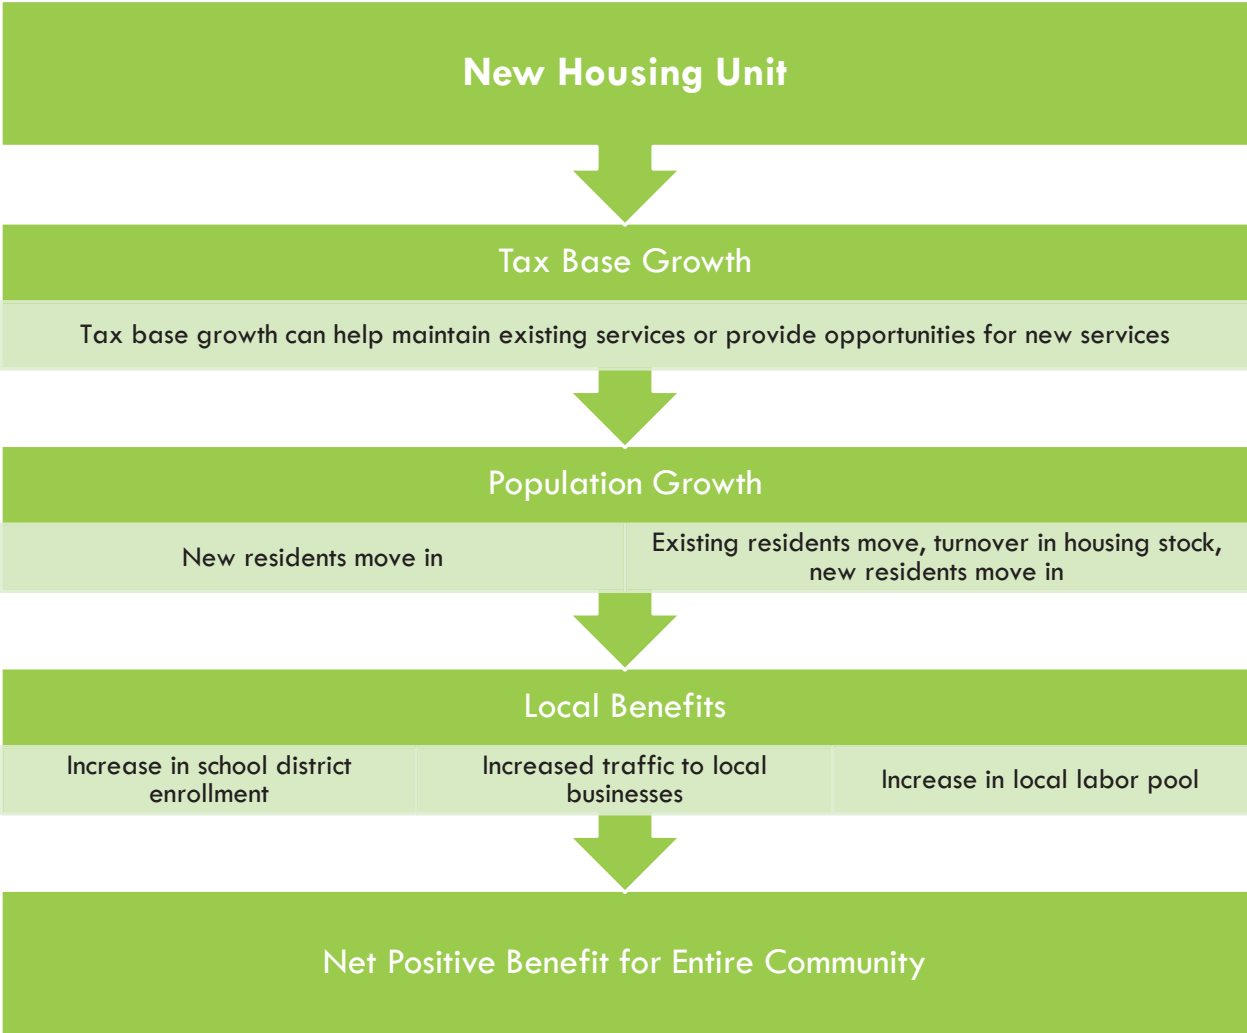 New Housing Unit
Tax Base Growth
Tax base growth can help maintain existing services or provide opportunities for new services
Population Growth
New residents move in
Existing residents move, turnover in housing stock,
new residents move in
Local Benefits
Increase in school district
enrollment
Increased traffic to local
businesses
Increase in local labor pool
Net Positive Benefit for Entire Community